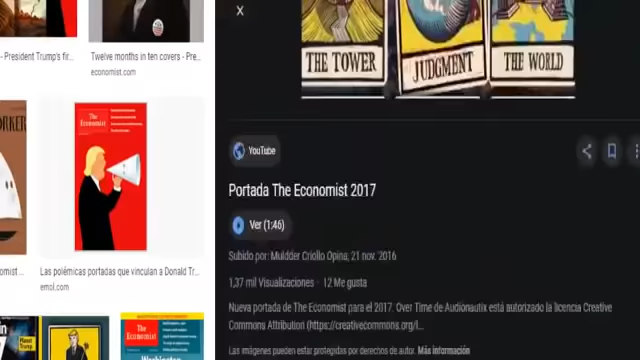 - President Trump's fir...
Twelve months in ten covers - Pre...
economist.com
ORKER
The
Economist
omist ...
Las polémicas portadas que vinculan a Donald Tr...
emol.com
The
Economist
THE TOWER
JUDGMENT
THE WORLD
YouTube
Portada The Economist 2017
Ver (1:46)
Subido por: Muldder Criollo Opina, 21 nov. 2016
1,37 mil Visualizaciones · 12 Me gusta
Nueva portada de The Economist para el 2017. Over Time de Audionautix está autorizado la licencia Creative
Commons Attribution (https://creativecommons.org/l...
Las imágenes pueden estar protegidas por derechos de autor. Más información